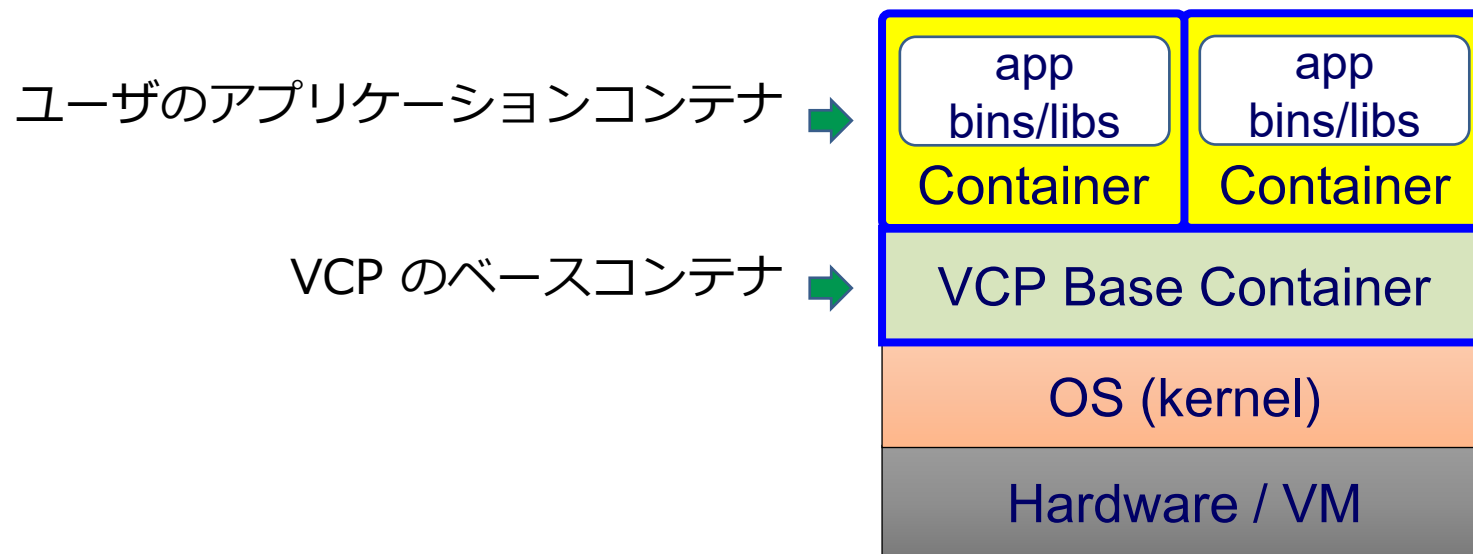 ユーザのアプリケーションコンテナ
app
bins/libs
Container
app
bins/libs
Container
VCP のベースコンテナ
VCP Base Container
OS (kernel)
Hardware / VM